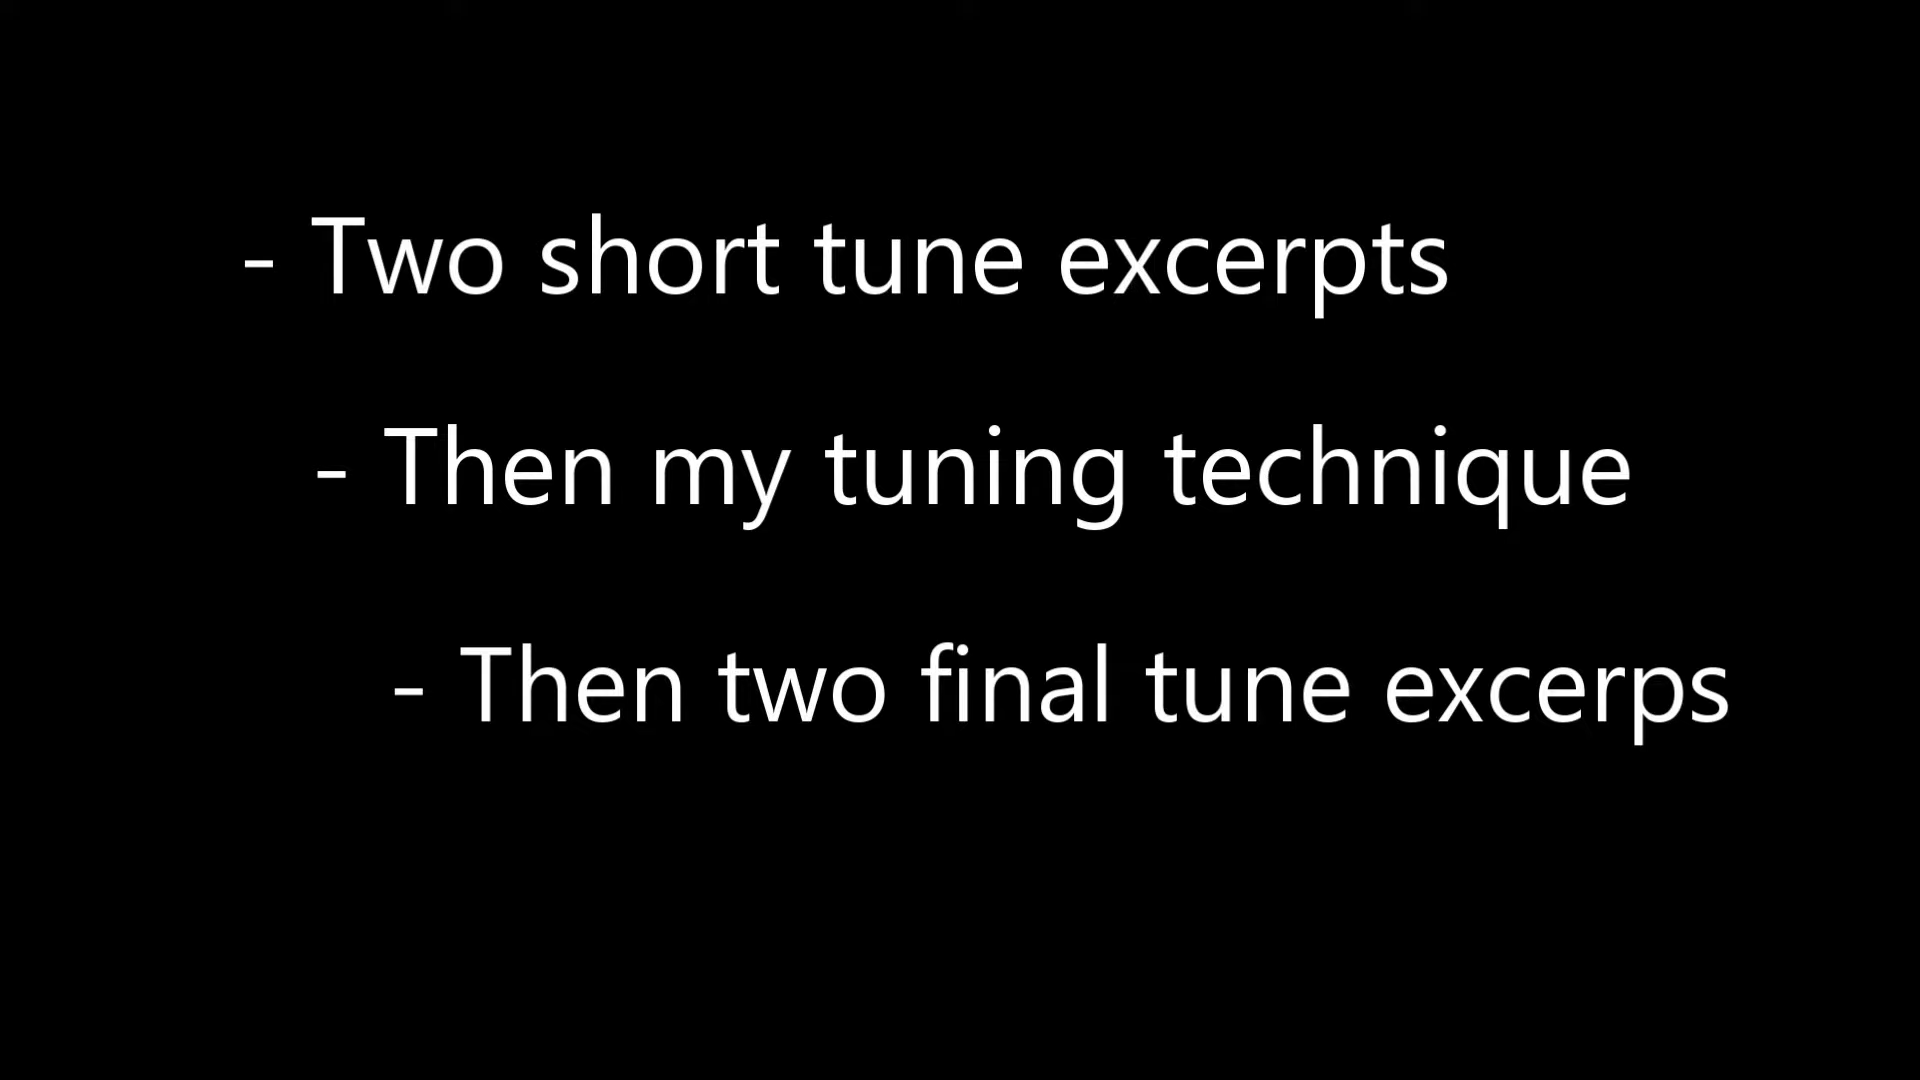 - Two short tune excerpts
- Then my tuning technique
- Then two final tune excerps